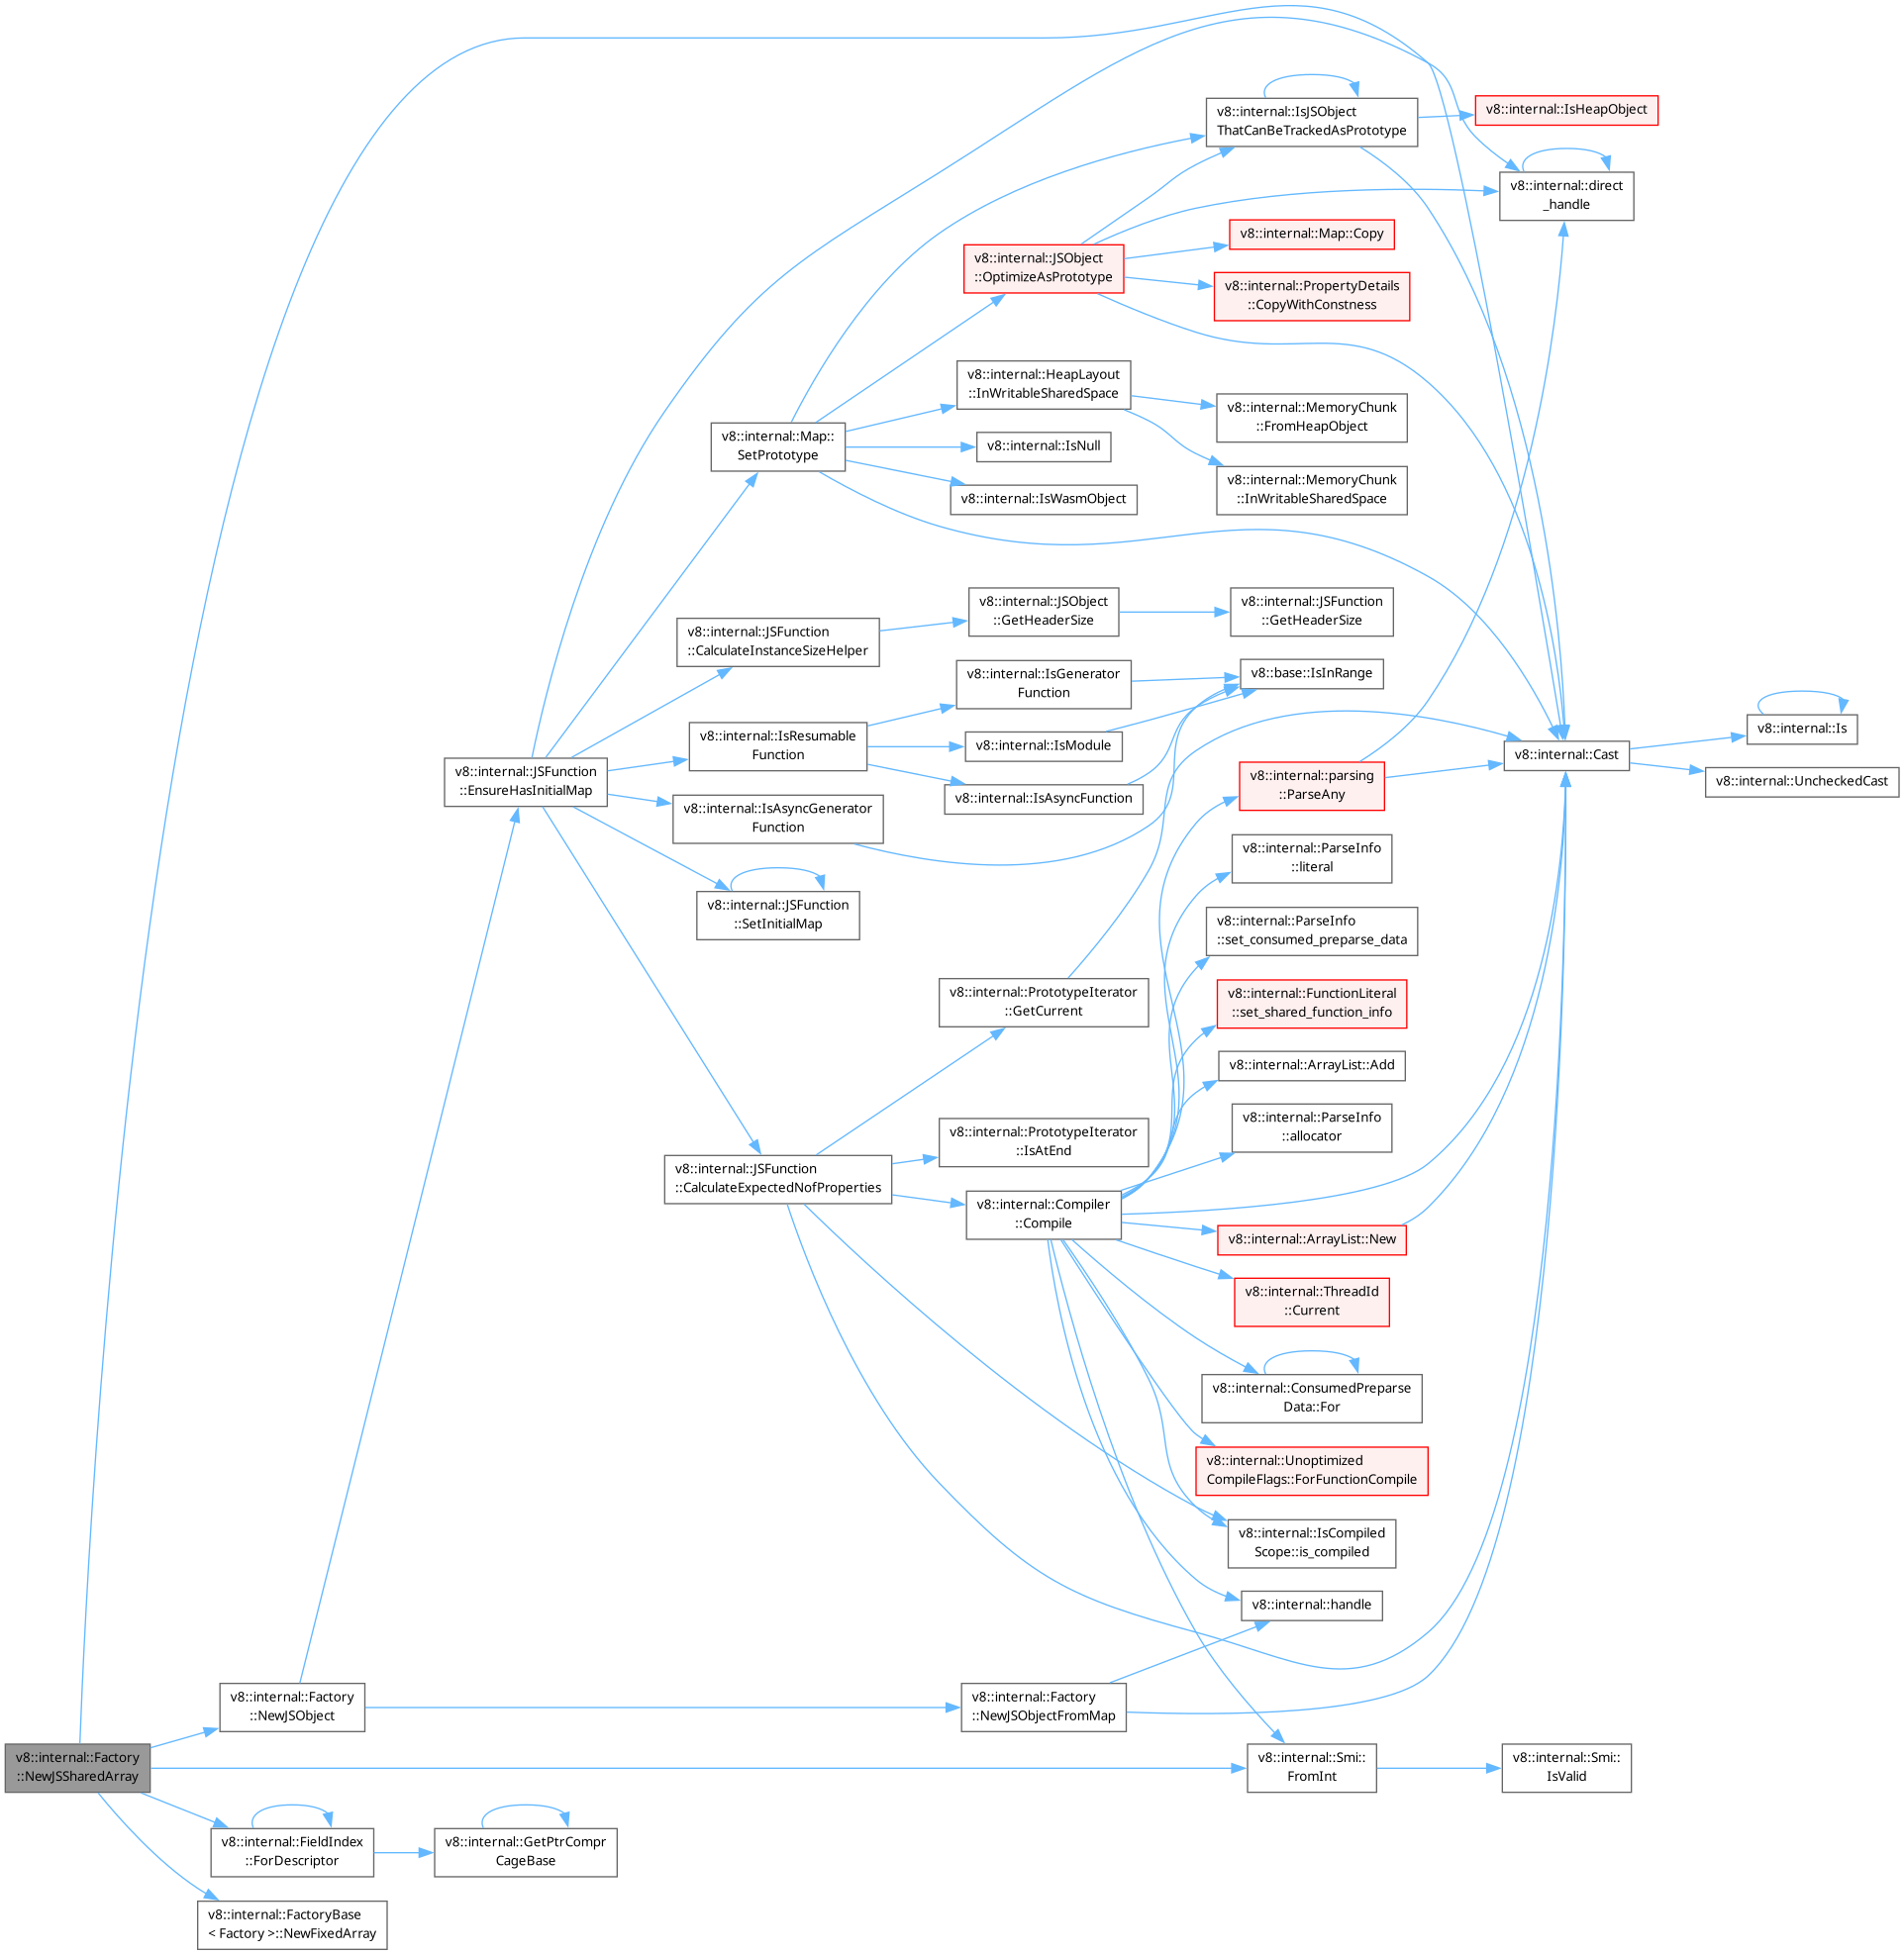 v8::internal::IsJSObject
ThatCanBeTrackedAsPrototype
v8::internal::IsHeapObject
v8::internal::direct
_handle
v8::internal::Map::Copy
v8::internal::JSObject
::OptimizeAsPrototype
v8::internal::PropertyDetails
::CopyWithConstness
v8::internal::HeapLayout
::InWritableSharedSpace
v8::internal::MemoryChunk
::FromHeapObject
v8::internal::Map::
SetPrototype
v8::internal::IsNull
v8::internal::IsWasmObject
v8::internal::MemoryChunk
::InWritableSharedSpace
v8::internal::JSObject
::GetHeaderSize
v8::internal::JSFunction
::GetHeaderSize
v8::internal::JSFunction
::CalculateInstanceSizeHelper
v8::internal::IsGenerator
Function
v8::base::IsInRange
v8::internal::IsResumable
Function
v8::internal::IsModule
v8::internal::Is
v8::internal::Cast
v8::internal::UncheckedCast
v8::internal::JSFunction
::EnsureHasInitialMap
v8::internal::parsing
::ParseAny
v8::internal::IsAsyncFunction
v8::internal::IsAsyncGenerator
Function
v8::internal::ParseInfo
::literal
v8::internal::JSFunction
::SetInitialMap
v8::internal::ParseInfo
::set_consumed_preparse_data
v8::internal::PrototypeIterator
::GetCurrent
v8::internal::FunctionLiteral
::set_shared_function_info
v8::internal::ArrayList::Add
v8::internal::PrototypeIterator
::IsAtEnd
v8::internal::ParseInfo
::allocator
v8::internal::JSFunction
::CalculateExpectedNofProperties
v8::internal::Compiler
::Compile
v8::internal::ArrayList::New
v8::internal::ThreadId
::Current
v8::internal::ConsumedPreparse
Data::For
v8::internal::Unoptimized
CompileFlags::ForFunctionCompile
v8::internal::IsCompiled
Scope::is_compiled
v8::internal::handle
v8::internal::Factory
::NewJSObject
v8::internal::Factory
::NewJSObjectFromMap
v8::internal::Factory
::NewJSSharedArray
v8::internal::Smi::
FromInt
v8::internal::Smi::
IsValid
v8::internal::FieldIndex
::ForDescriptor
v8::internal::GetPtrCompr
CageBase
v8::internal::FactoryBase
< Factory >::NewFixedArray